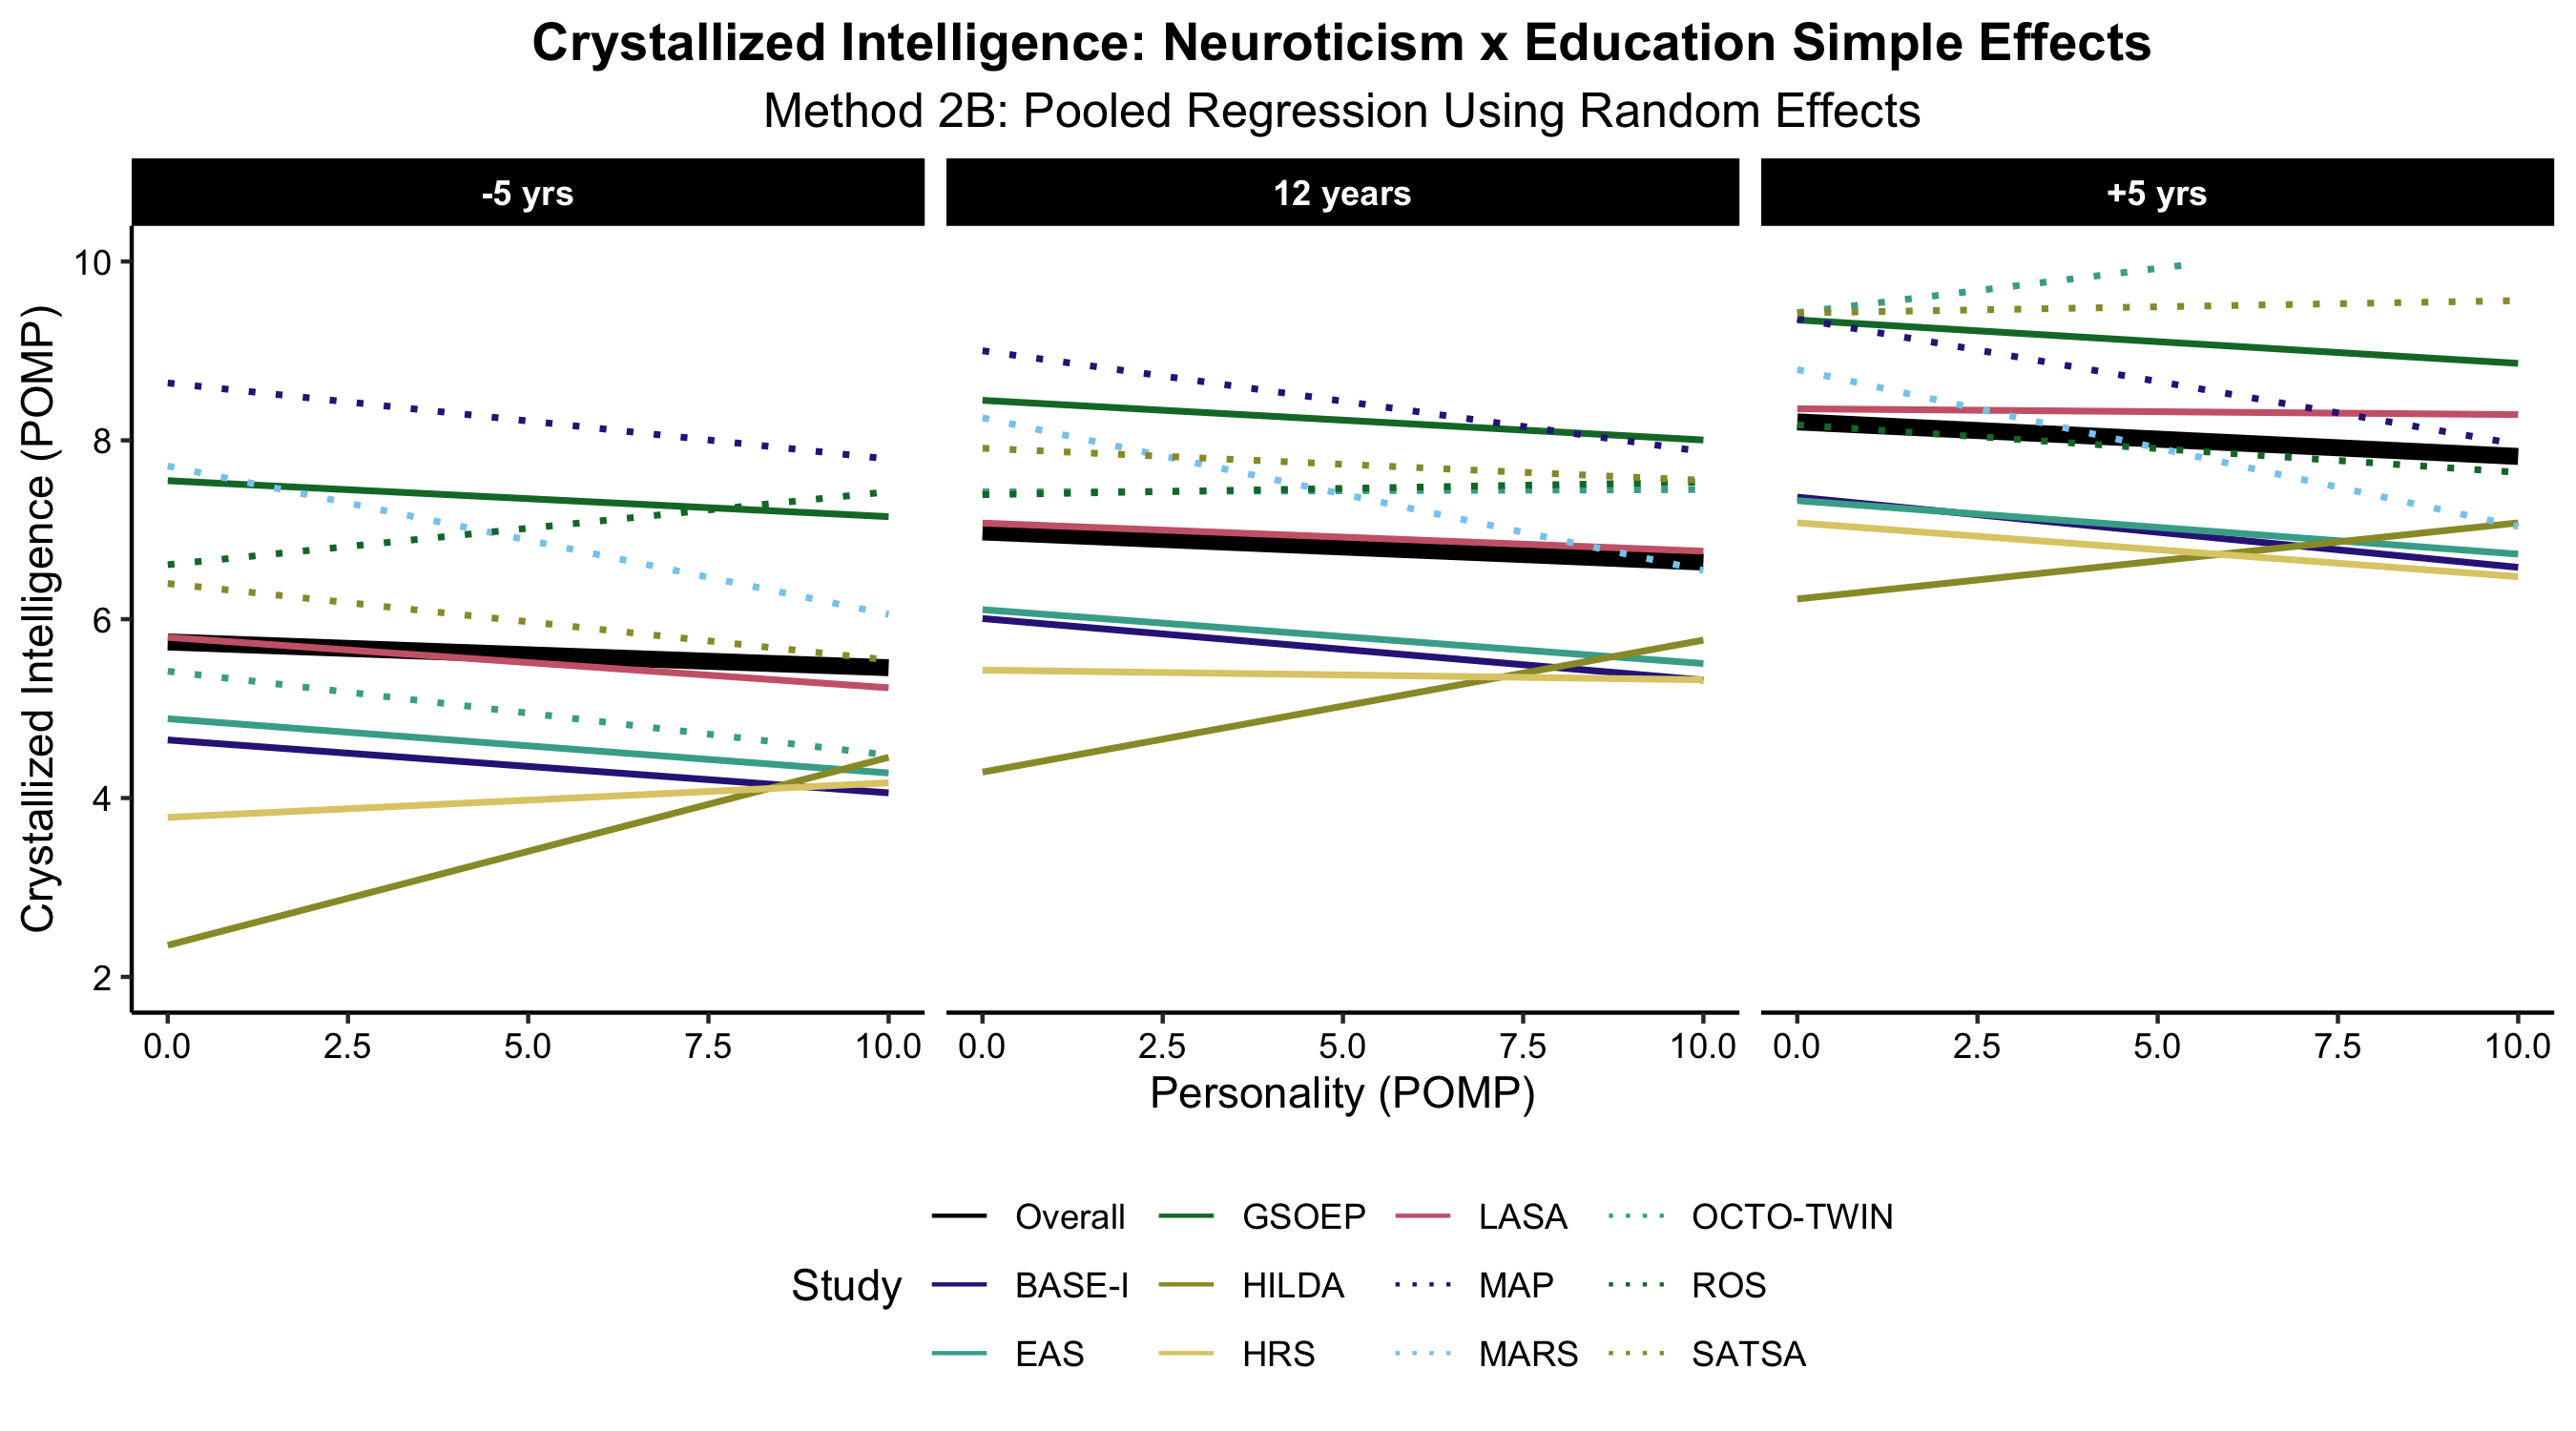 Crystallized Intelligence: Neuroticism x Education Simple Effects
Method 2B: Pooled Regression Using Random Effects
-5 yrs
12 years
+5 yrs
Crystallized Intelligence (POMP)
10
8
6
4
2
0.0 2.5 5.0 7.5 10.0
0.0 2.5 5.0 7.5 10.0
0.0 2.5 5.0 7.5 10.0
Personality (POMP)
Study
Overall GSOEP LASA OCTO-TWIN
BASE-I HILDA MAP ROS
EAS HRS MARS SATSA